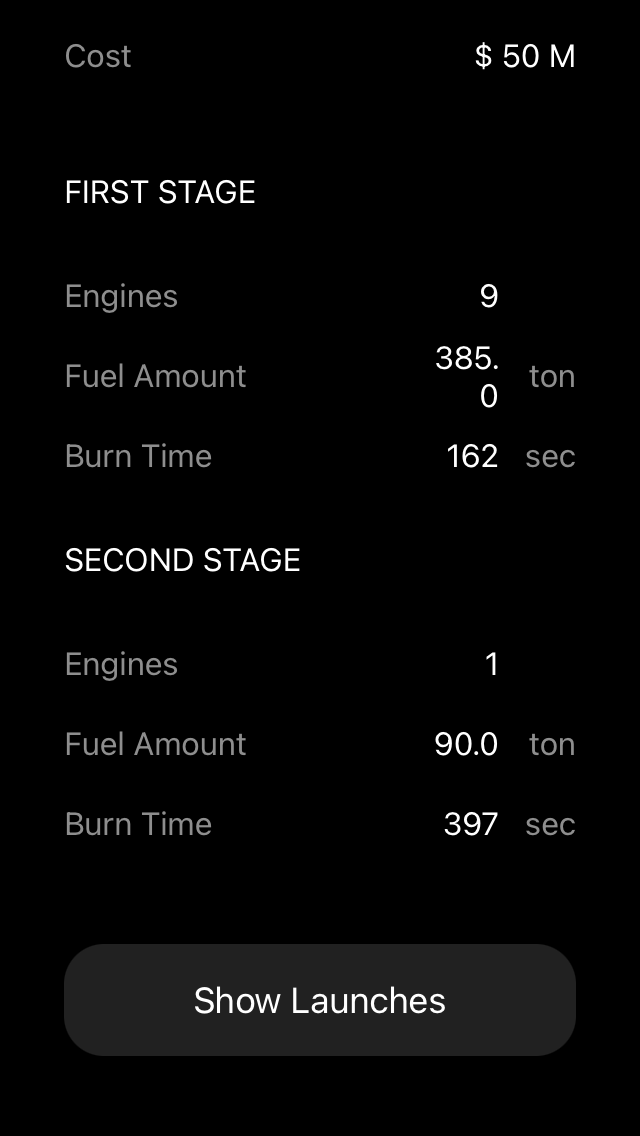 Cost $ 50 M
FIRST STAGE
Engines 9
Fuel Amount 385. ton
0
Burn Time 162 sec
SECOND STAGE
Engines 1
Fuel Amount 90.0 ton
Burn Time 397 sec
Show Launches